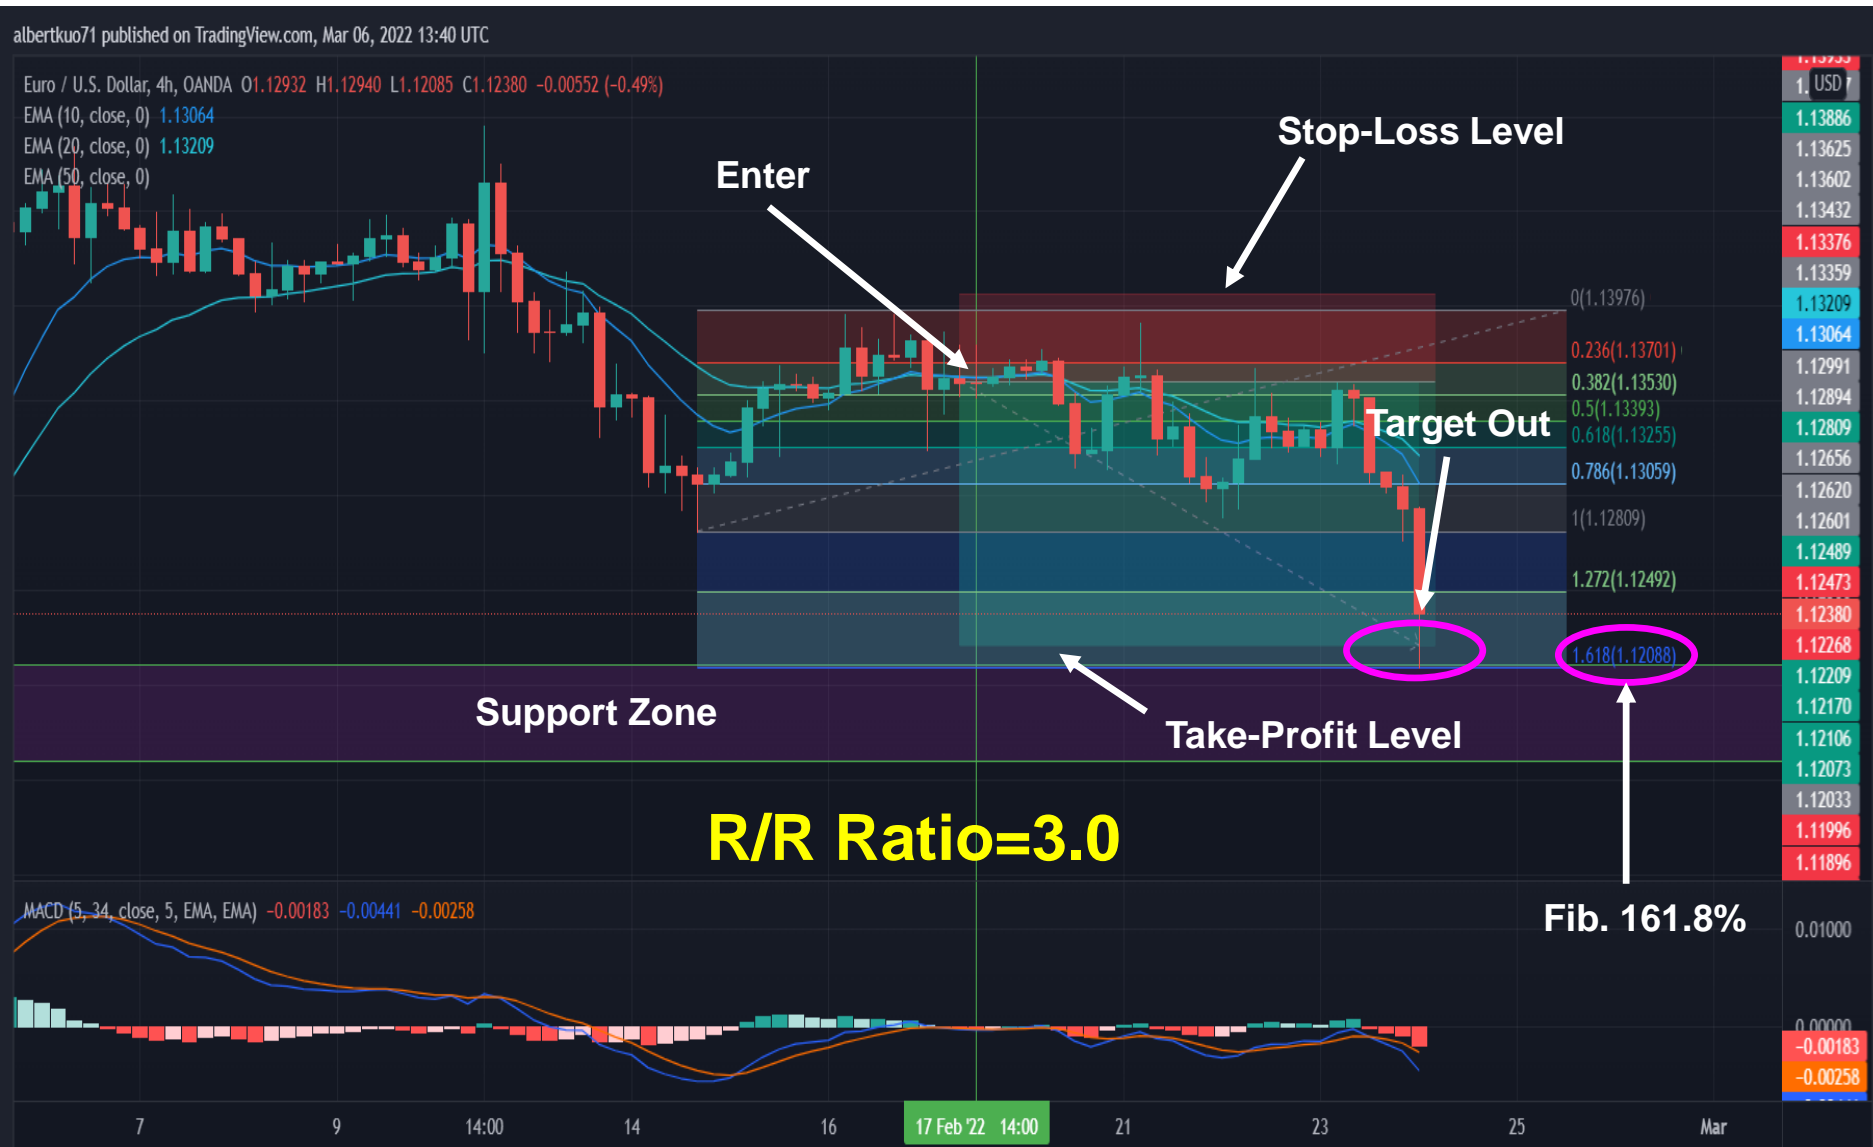 albertkuo71 published on TradingView.com, Mar 06, 2022 13:40 UTC
Euro / U.S. Dollar, 4h, OANDA O1.12932 H1.12940 L1.12085 C1.12380 −0.00552 (−0.49%)
EMA (10, close, 0) 1.13064
EMA (20, close, 0) 1.13209
EMA (50, close, 0)
Enter
Stop-Loss Level
Target Out
Take-Profit Level
Support Zone
R/R Ratio=3.0
Fib. 161.8%
0(1.13976)
0.236(1.13701)
0.382(1.13530)
0.5(1.13393)
0.618(1.13255)
0.786(1.13059)
1(1.12809)
1.272(1.12492)
1.618(1.12088)
USD
1.13886
1.13625
1.13602
1.13432
1.13376
1.13359
1.13209
1.13064
1.12991
1.12894
1.12809
1.12656
1.12620
1.12601
1.12489
1.12473
1.12380
1.12268
1.12209
1.12170
1.12106
1.12073
1.12033
1.11996
1.11896
MACD (5, 34, close, 5, EMA, EMA) −0.00183 −0.00441 −0.00258
0.01000
0.00000
−0.00183
−0.00258
7 9 14:00 14 16 17 Feb '22 14:00 21 23 25 Mar